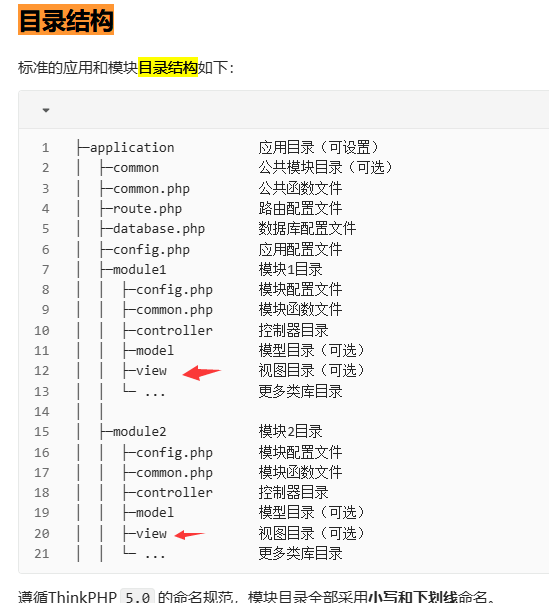 目录结构
标准的应用和模块目录结构如下：
1 ├─application 应用目录（可设置）
2 │ ├─common 公共模块目录（可选）
3 │ ├─common.php 公共函数文件
4 │ ├─route.php 路由配置文件
5 │ ├─database.php 数据库配置文件
6 │ ├─config.php 应用配置文件
7 │ ├─module1 模块1目录
8 │ │ ├─config.php 模块配置文件
9 │ │ ├─common.php 模块函数文件
10 │ │ ├─controller 控制器目录
11 │ │ ├─model 模型目录（可选）
12 │ │ ├─view 视图目录（可选）
13 │ │ └─ ... 更多类库目录
14 │ │
15 │ ├─module2 模块2目录
16 │ │ ├─config.php 模块配置文件
17 │ │ ├─common.php 模块函数文件
18 │ │ ├─controller 控制器目录
19 │ │ ├─model 模型目录（可选）
20 │ │ ├─view 视图目录（可选）
21 │ │ └─ ... 更多类库目录
遵循ThinkPHP 5.0 的命名规范，模块目录全部采用小写和下划线命名。